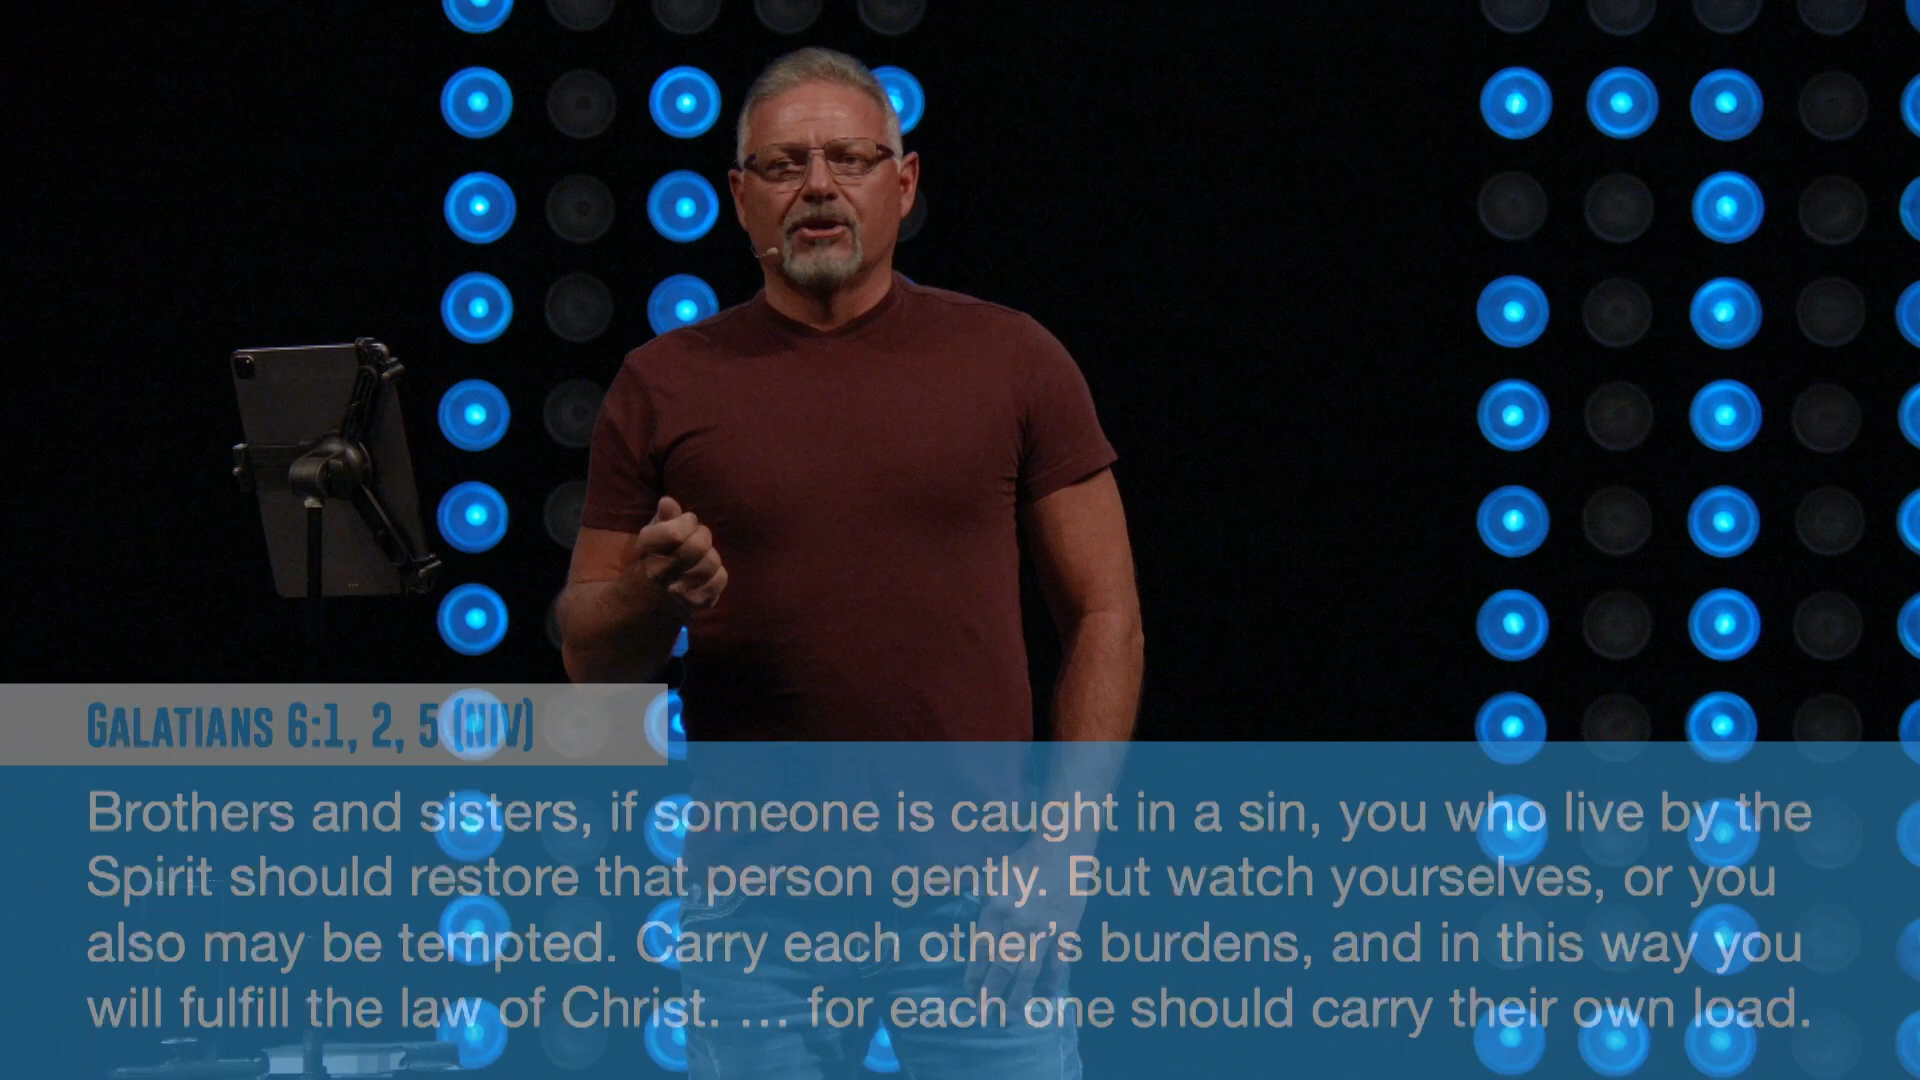 Galatians 6:1, 2, 5 (NIV)
Brothers and sisters, if someone is caught in a sin, you who live by the
Spirit should restore that person gently. But watch yourselves, or you
also may be tempted. Carry each other’s burdens, and in this way you
will fulfill the law of Christ. … for each one should carry their own load.